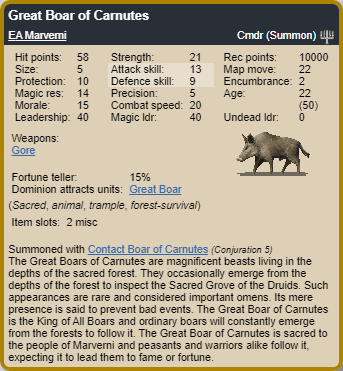 Great Boar of Carnutes
EA Marverni Cmdr (Summon)
Hit points: 58 Strength: 21 Rec points: 10000
Size: 5 Attack skill: 13 Map move: 22
Protection: 10 Defence skill: 9 Encumbrance: 2
Magic res: 14 Precision: 5 Age: 22
Morale: 15 Combat speed: 20 (50)
Leadership: 40 Magic ldr: 40 Undead ldr: 0
Weapons:
Gore
Fortune teller: 15%
Dominion attracts units: Great Boar
(Sacred, animal, trample, forest-survival)
Item slots: 2 misc
Summoned with Contact Boar of Carnutes (Conjuration 5)
The Great Boars of Carnutes are magnificent beasts living in the
depths of the sacred forest. They occasionally emerge from the
depths of the forest to inspect the Sacred Grove of the Druids. Such
appearances are rare and considered important omens. Its mere
presence is said to prevent bad events. The Great Boar of Carnutes
is the King of All Boars and ordinary boars will constantly emerge
from the forests to follow it. The Great Boar of Carnutes is sacred to
the people of Marverni and peasants and warriors alike follow it,
expecting it to lead them to fame or fortune.